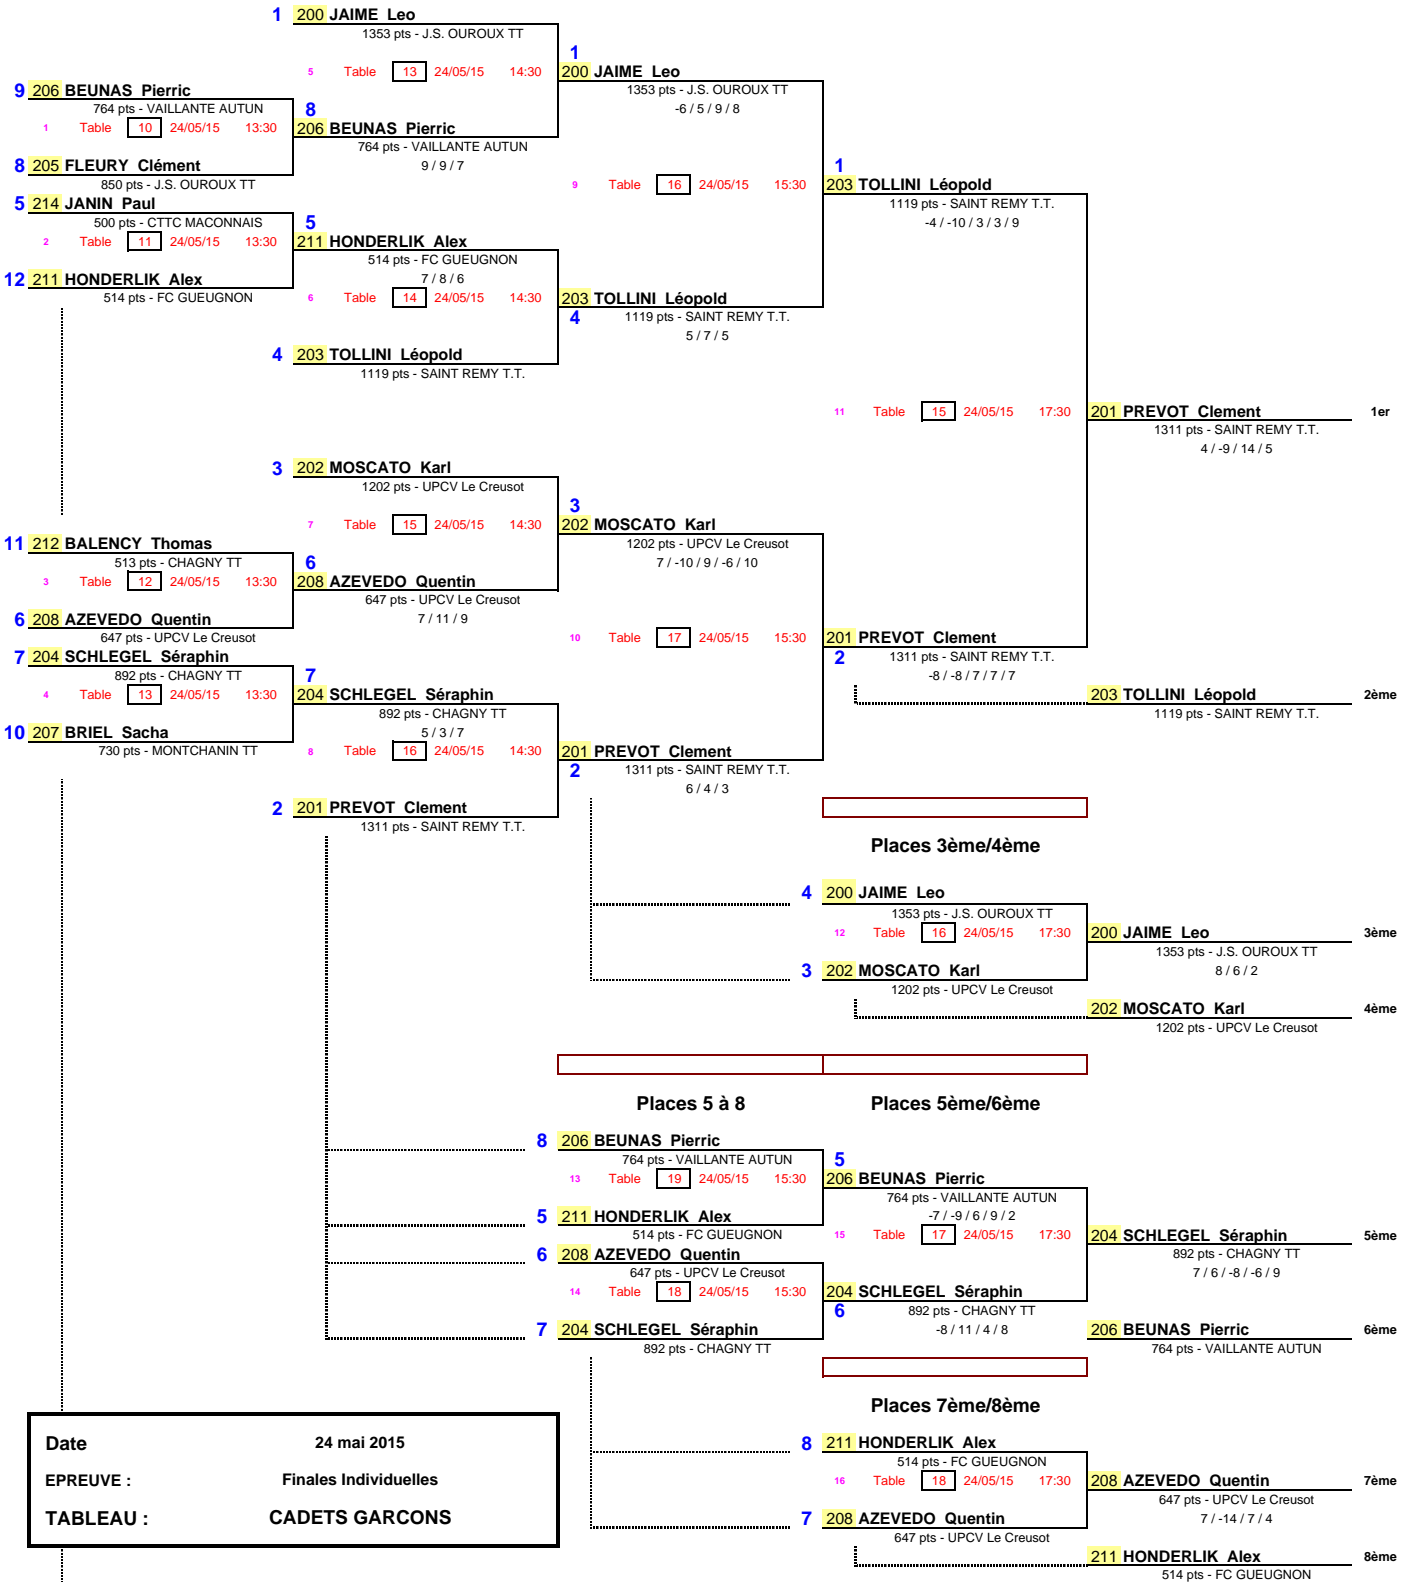 1 200 JAIME Leo
1353 pts - J.S. OUROUX TT
1
5 Table 13 24/05/15 14:30 200 JAIME Leo
1353 pts - J.S. OUROUX TT
9 206 BEUNAS Pierric
764 pts - VAILLANTE AUTUN 8 -6 / 5 / 9 / 8
1 Table 10 24/05/15 13:30 206 BEUNAS Pierric
764 pts - VAILLANTE AUTUN
8 205 FLEURY Clément 9 / 9 / 7 1
850 pts - J.S. OUROUX TT 9 Table 16 24/05/15 15:30 203 TOLLINI Léopold
5 214 JANIN Paul 1119 pts - SAINT REMY T.T.
500 pts - CTTC MACONNAIS 5 -4 / -10 / 3 / 3 / 9
2 Table 11 24/05/15 13:30 211 HONDERLIK Alex
514 pts - FC GUEUGNON
12 211 HONDERLIK Alex 7 / 8 / 6
514 pts - FC GUEUGNON 6 Table 14 24/05/15 14:30 203 TOLLINI Léopold
4 1119 pts - SAINT REMY T.T.
5 / 7 / 5
4 203 TOLLINI Léopold
1119 pts - SAINT REMY T.T.
11 Table 15 24/05/15 17:30 201 PREVOT Clement 1er
1311 pts - SAINT REMY T.T.
4 / -9 / 14 / 5
3 202 MOSCATO Karl
1202 pts - UPCV Le Creusot
3
7 Table 15 24/05/15 14:30 202 MOSCATO Karl
11 212 BALENCY Thomas 1202 pts - UPCV Le Creusot
513 pts - CHAGNY TT 6 7 / -10 / 9 / -6 / 10
3 Table 12 24/05/15 13:30 208 AZEVEDO Quentin
647 pts - UPCV Le Creusot
6 208 AZEVEDO Quentin 7 / 11 / 9
647 pts - UPCV Le Creusot 10 Table 17 24/05/15 15:30 201 PREVOT Clement
7 204 SCHLEGEL Séraphin 2 1311 pts - SAINT REMY T.T.
892 pts - CHAGNY TT 7 -8 / -8 / 7 / 7 / 7
4 Table 13 24/05/15 13:30 204 SCHLEGEL Séraphin 203 TOLLINI Léopold 2ème
892 pts - CHAGNY TT 1119 pts - SAINT REMY T.T.
10 207 BRIEL Sacha 5 / 3 / 7
730 pts - MONTCHANIN TT 8 Table 16 24/05/15 14:30 201 PREVOT Clement
2 1311 pts - SAINT REMY T.T.
6 / 4 / 3
2 201 PREVOT Clement
1311 pts - SAINT REMY T.T.
Places 3ème/4ème
4 200 JAIME Leo
1353 pts - J.S. OUROUX TT
12 Table 16 24/05/15 17:30 200 JAIME Leo 3ème
1353 pts - J.S. OUROUX TT
3 202 MOSCATO Karl 8 / 6 / 2
1202 pts - UPCV Le Creusot
202 MOSCATO Karl 4ème
1202 pts - UPCV Le Creusot
Places 5 à 8 Places 5ème/6ème
8 206 BEUNAS Pierric
764 pts - VAILLANTE AUTUN 5
13 Table 19 24/05/15 15:30 206 BEUNAS Pierric
764 pts - VAILLANTE AUTUN
5 211 HONDERLIK Alex -7 / -9 / 6 / 9 / 2
514 pts - FC GUEUGNON 15 Table 17 24/05/15 17:30 204 SCHLEGEL Séraphin 5ème
6 208 AZEVEDO Quentin 892 pts - CHAGNY TT
647 pts - UPCV Le Creusot 7 / 6 / -8 / -6 / 9
14 Table 18 24/05/15 15:30 204 SCHLEGEL Séraphin
6 892 pts - CHAGNY TT
7 204 SCHLEGEL Séraphin -8 / 11 / 4 / 8 206 BEUNAS Pierric 6ème
892 pts - CHAGNY TT 764 pts - VAILLANTE AUTUN
Places 7ème/8ème
8 211 HONDERLIK Alex
514 pts - FC GUEUGNON
16 Table 18 24/05/15 17:30 208 AZEVEDO Quentin 7ème
647 pts - UPCV Le Creusot
7 208 AZEVEDO Quentin 7 / -14 / 7 / 4
647 pts - UPCV Le Creusot
211 HONDERLIK Alex 8ème
514 pts - FC GUEUGNON
Date 24 mai 2015
EPREUVE : Finales Individuelles
TABLEAU : CADETS GARCONS